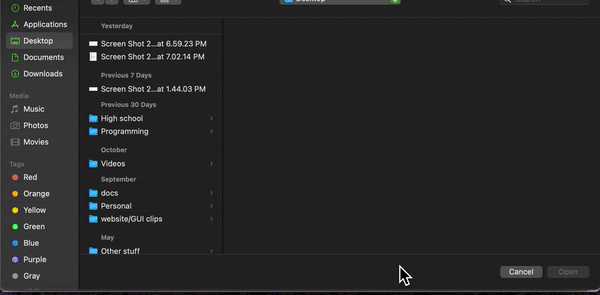 Desktop
Search
Recents
Applications
Desktop
Documents
Downloads
Media
Music
Photos
Movies
Tags
Red
Orange
Yellow
Green
Blue
Purple
Gray
Yesterday
Screen Shot 2...at 6.59.23 PM
Screen Shot 2...at 7.02.14 PM
Previous 7 Days
Screen Shot 2...at 1.44.03 PM
Previous 30 Days
High school
Programming
October
Videos
September
docs
Personal
website/GUI clips
May
Other stuff
Cancel
Open